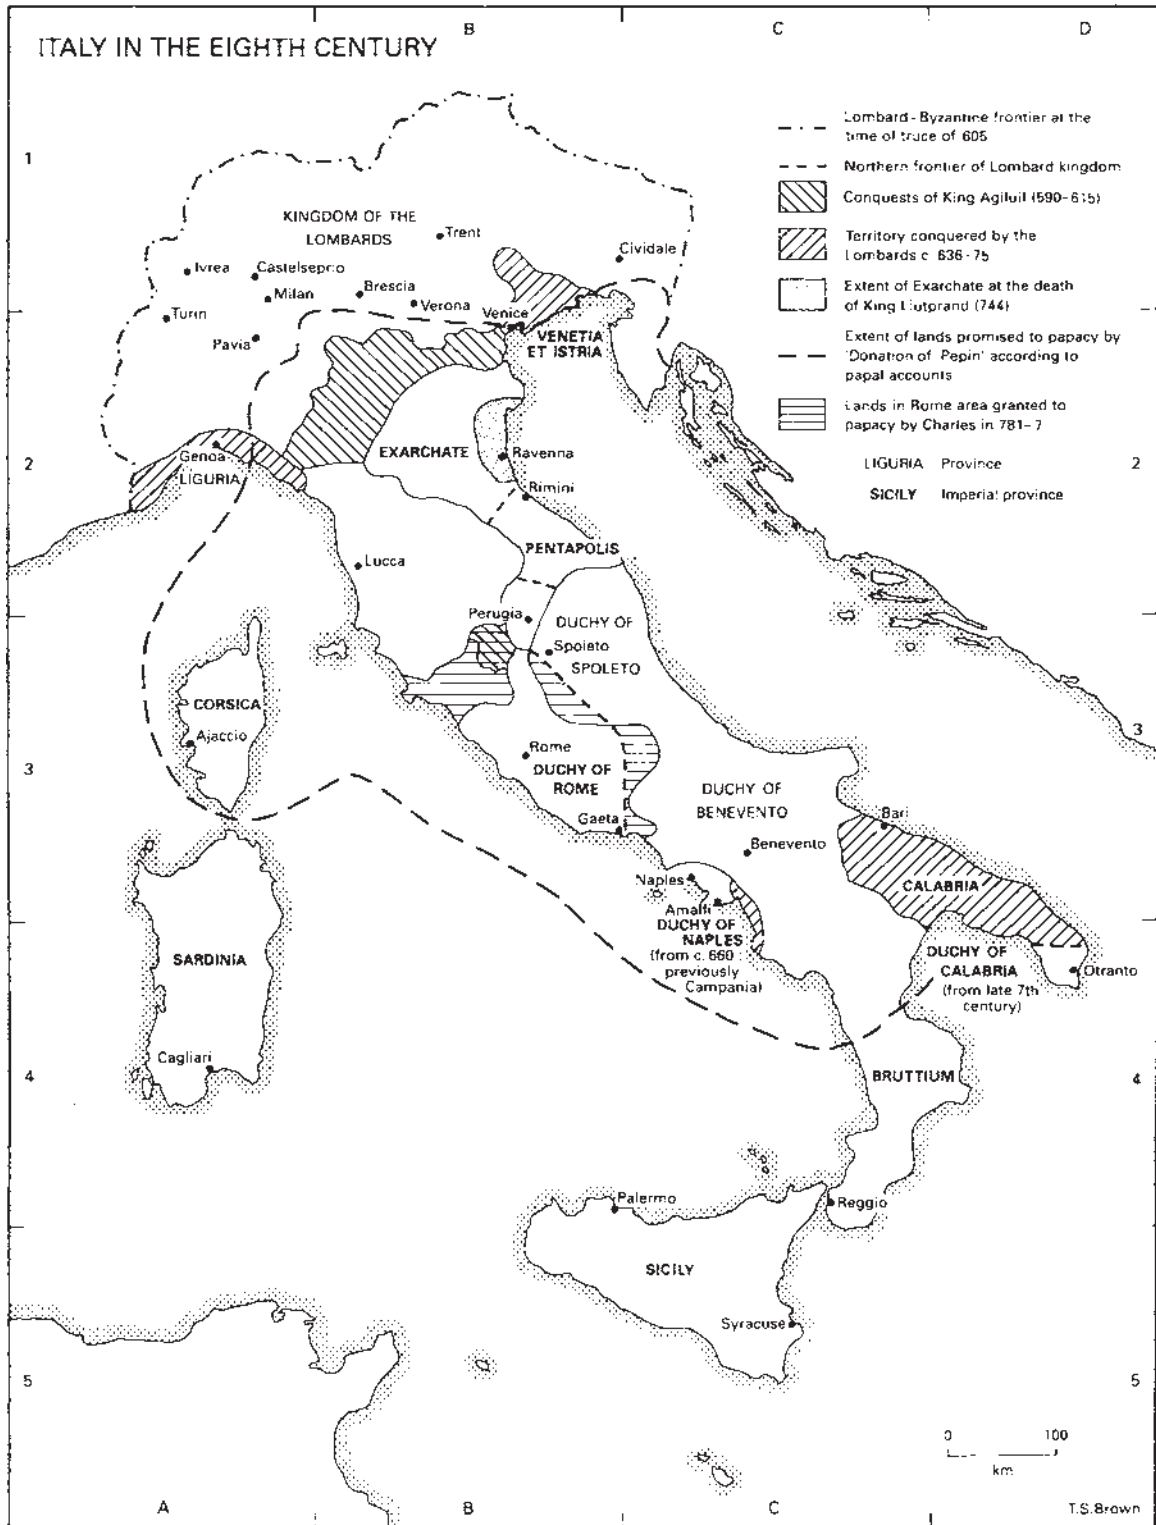 B
C
D
ITALY IN THE EIGHTH CENTURY
Lombard-Byzantine frontier at the
time of truce of 605
Northern frontier of Lombard kingdom
Conquests of King Agilulf (590-615)
Territory conquered by the
Lombards c 636-75
Extent of Exarchate at the death
of King Liutprand (744)
Extent of lands promised to papacy by
'Donation of Pepin' according to
papal accounts
Lands in Rome area granted to
papacy by Charles in 781-7
LIGURIA Province
SICILY Imperial province
1
KINGDOM OF THE
LOMBARDS
Trent
Cividale
Ivrea
Castelseprio
Milan
Brescia
Verona
Turin
Venice
Pavia
VENETIA
ET ISTRIA
2
2
Genoa
LIGURIA
EXARCHATE
Ravenna
Rimini
PENTAPOLIS
Lucca
Perugia
DUCHY OF
Spoleto
SPOLETO
CORSICA
Ajaccio
3
3
Rome
DUCHY OF
ROME
Gaeta
DUCHY OF
BENEVENTO
Benevento
Bari
CALABRIA
Naples
Amalfi
DUCHY OF
NAPLES
(from c. 660 :
previously
Campania)
SARDINIA
Cagliari
DUCHY OF
CALABRIA
(from late 7th
century)
Otranto
4
4
BRUTTIUM
Reggio
Palermo
SICILY
Syracuse
5
5
0 100
km
A
B
C
T.S.Brown